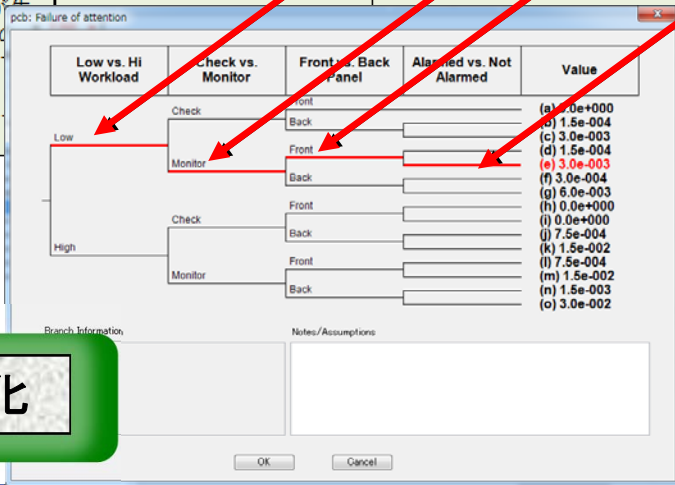 pcb: Failure of attention
Low vs. Hi Workload
Check vs. Monitor
Front vs. Back Panel
Alarmed vs. Not Alarmed
Value
Low
High
Check
Monitor
Check
Monitor
Front
Back
Front
Back
Front
Back
Front
Back
(a) 0.0e+000
(b) 1.5e-004
(c) 3.0e-003
(d) 1.5e-004
(e) 3.0e-003
(f) 3.0e-004
(g) 6.0e-003
(h) 0.0e+000
(i) 0.0e+000
(j) 7.5e-004
(k) 1.5e-002
(l) 7.5e-004
(m) 1.5e-002
(n) 1.5e-003
(o) 3.0e-002
Branch Information
Notes/Assumptions
化
OK
Cancel